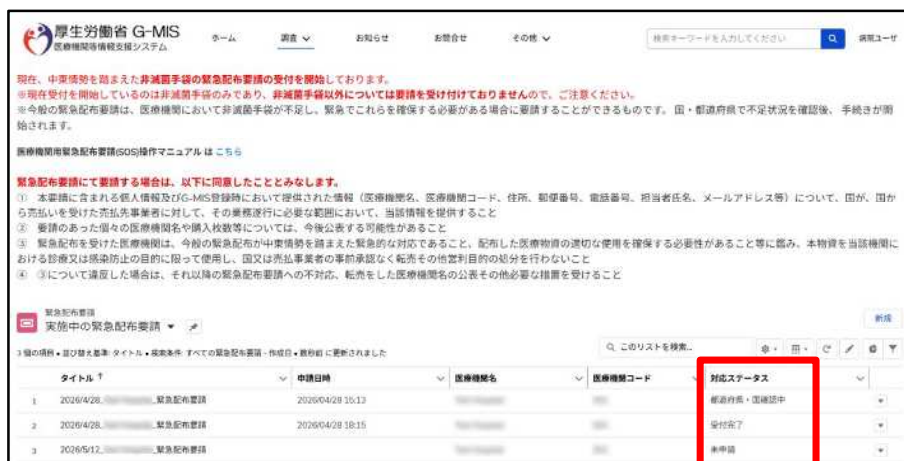 厚生労働省 G-MIS
医療機関等情報支援システム
ホーム 調査 お知らせ お問合せ その他 検索キーワードを入力してください 病院ユーザ
現在、中東情勢を踏まえた非滅菌手袋の緊急配布要請の受付を開始しております。
※現在受付を開始しているのは非滅菌手袋のみであり、非滅菌手袋以外については要請を受け付けておりませんので、ご注意ください。
※今般の緊急配布要請は、医療機関において非滅菌手袋が不足し、緊急でこれらを確保する必要がある場合に要請することができるものです。 国・都道府県で不足状況を確認後、 手続きが開
始されます。
医療機関用緊急配布要請(SOS)操作マニュアル は こちら
緊急配布要請にて要請する場合は、以下に同意したこととみなします。
① 本要請に含まれる個人情報及びG-MIS登録時において提供された情報（医療機関名、医療機関コード、住所、郵便番号、電話番号、担当者氏名、メールアドレス等）について、国が、国か
ら売払いを受けた売払先事業者に対して、その業務遂行に必要な範囲において、当該情報を提供すること
② 要請のあった個々の医療機関名や購入枚数等については、今後公表する可能性があること
③ 緊急配布を受けた医療機関は、今般の緊急配布が中東情勢を踏まえた緊急的な対応であること、配布した医療物資の適切な使用を確保する必要性があること等に鑑み、本物資を当該機関に
おける診療又は感染防止の目的に限って使用し、国又は売払事業者の事前承認なく転売その他営利目的の処分を行わないこと
④ ③について違反した場合は、それ以降の緊急配布要請への不対応、転売をした医療機関名の公表その他必要な措置を受けること
緊急配布要請
実施中の緊急配布要請 新規
3 個の項目 • 並び替え基準: タイトル • 検索条件: すべての緊急配布要請 - 作成日 • 数秒前 に更新されました このリストを検索...
タイトル ↑ 申請日時 医療機関名 医療機関コード 対応ステータス
1 2026/4/28_ _緊急配布要請 2026/04/28 15:13 都道府県・国確認中
2 2026/4/28_ _緊急配布要請 2026/04/28 18:15 受付完了
3 2026/5/12_ _緊急配布要請 未申請